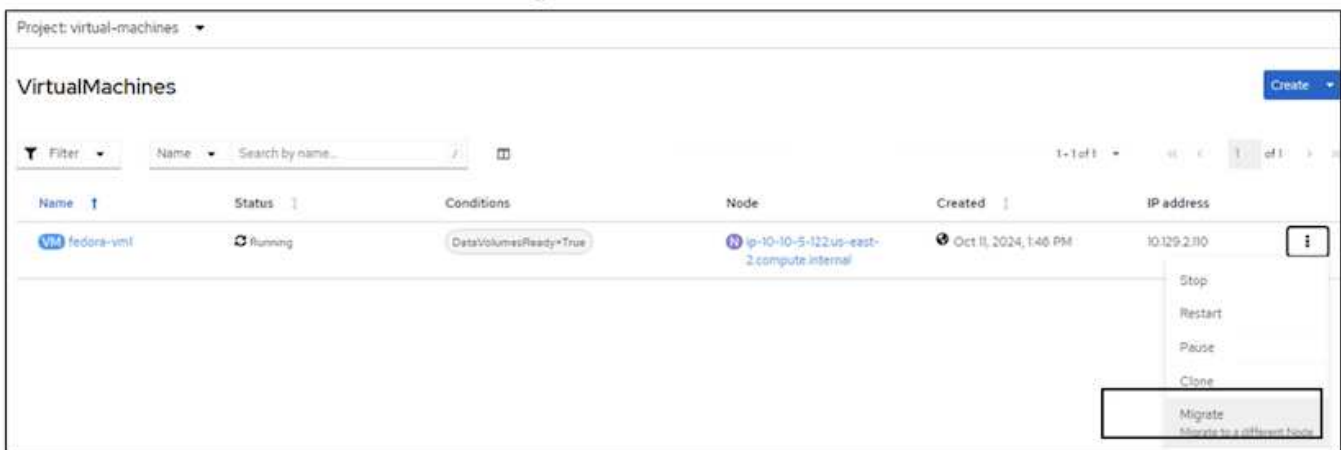 Project: virtual-machines
VirtualMachines
Create
Filter
Name
Search by name...
/
1-1 of 1
1 of 1
Name
Status
Conditions
Node
Created
IP address
VM fedora-vm1
Running
DataVolumesReady=True
N ip-10-10-5-122.us-east-
2.compute.internal
Oct 11, 2024, 1:46 PM
10.129.2.110
Stop
Restart
Pause
Clone
Migrate
Migrate to a different Node